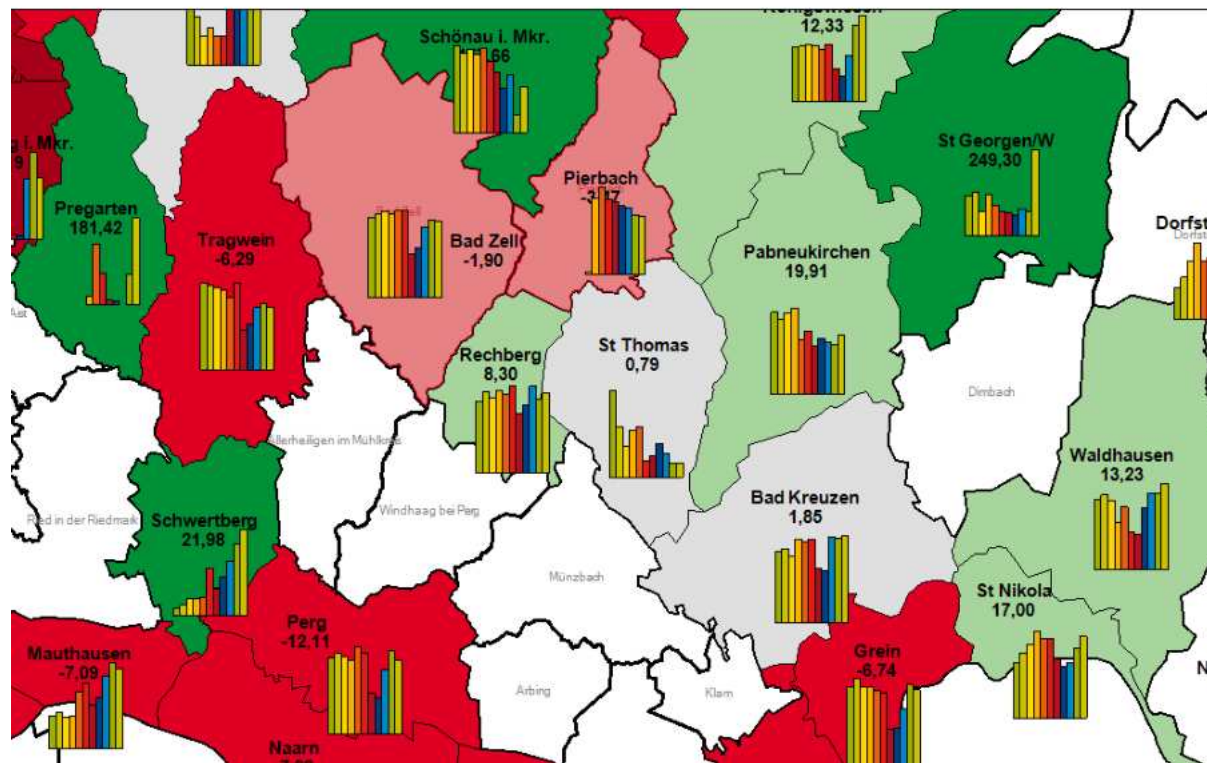 12,33
Schönau i. Mkr.
St Georgen/W
249,30
Pierbach
Pregarten
181,42
Tragwein
-6,29
Bad Zell
-1,90
Pabneukirchen
19,91
Rechberg
8,30
St Thomas
0,79
Dimbach
Allerheiligen im Mühlkreis
Waldhausen
13,23
Windhaag bei Perg
Bad Kreuzen
1,85
Ried in der Riedmark
Schwertberg
21,98
Münzbach
St Nikola
17,00
Perg
-12,11
Mauthausen
-7,09
Grein
-6,74
Arbing
Klam
Naarn